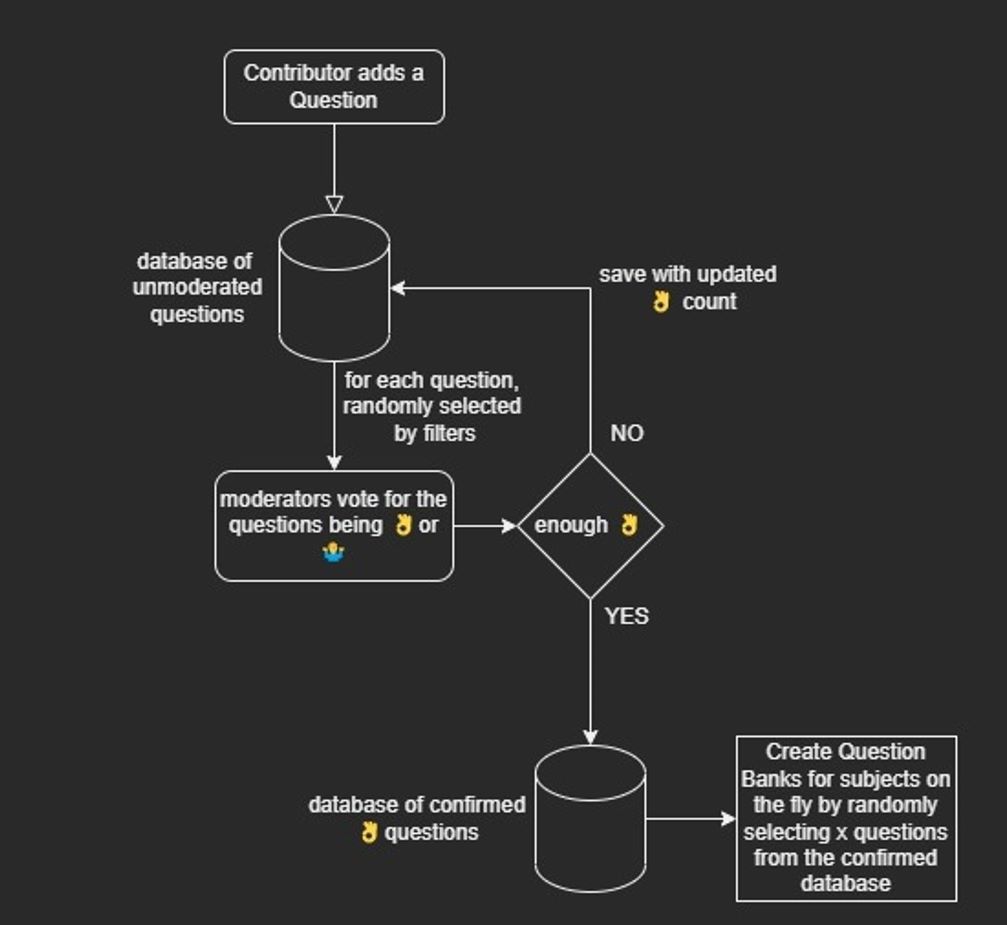 Contributor adds a
Question
database of
unmoderated
questions
save with updated
👌 count
for each question,
randomly selected
by filters
NO
moderators vote for the
questions being 👌 or
🤷‍♂️
enough 👌
YES
database of confirmed
👌 questions
Create Question
Banks for subjects on
the fly by randomly
selecting x questions
from the confirmed
database